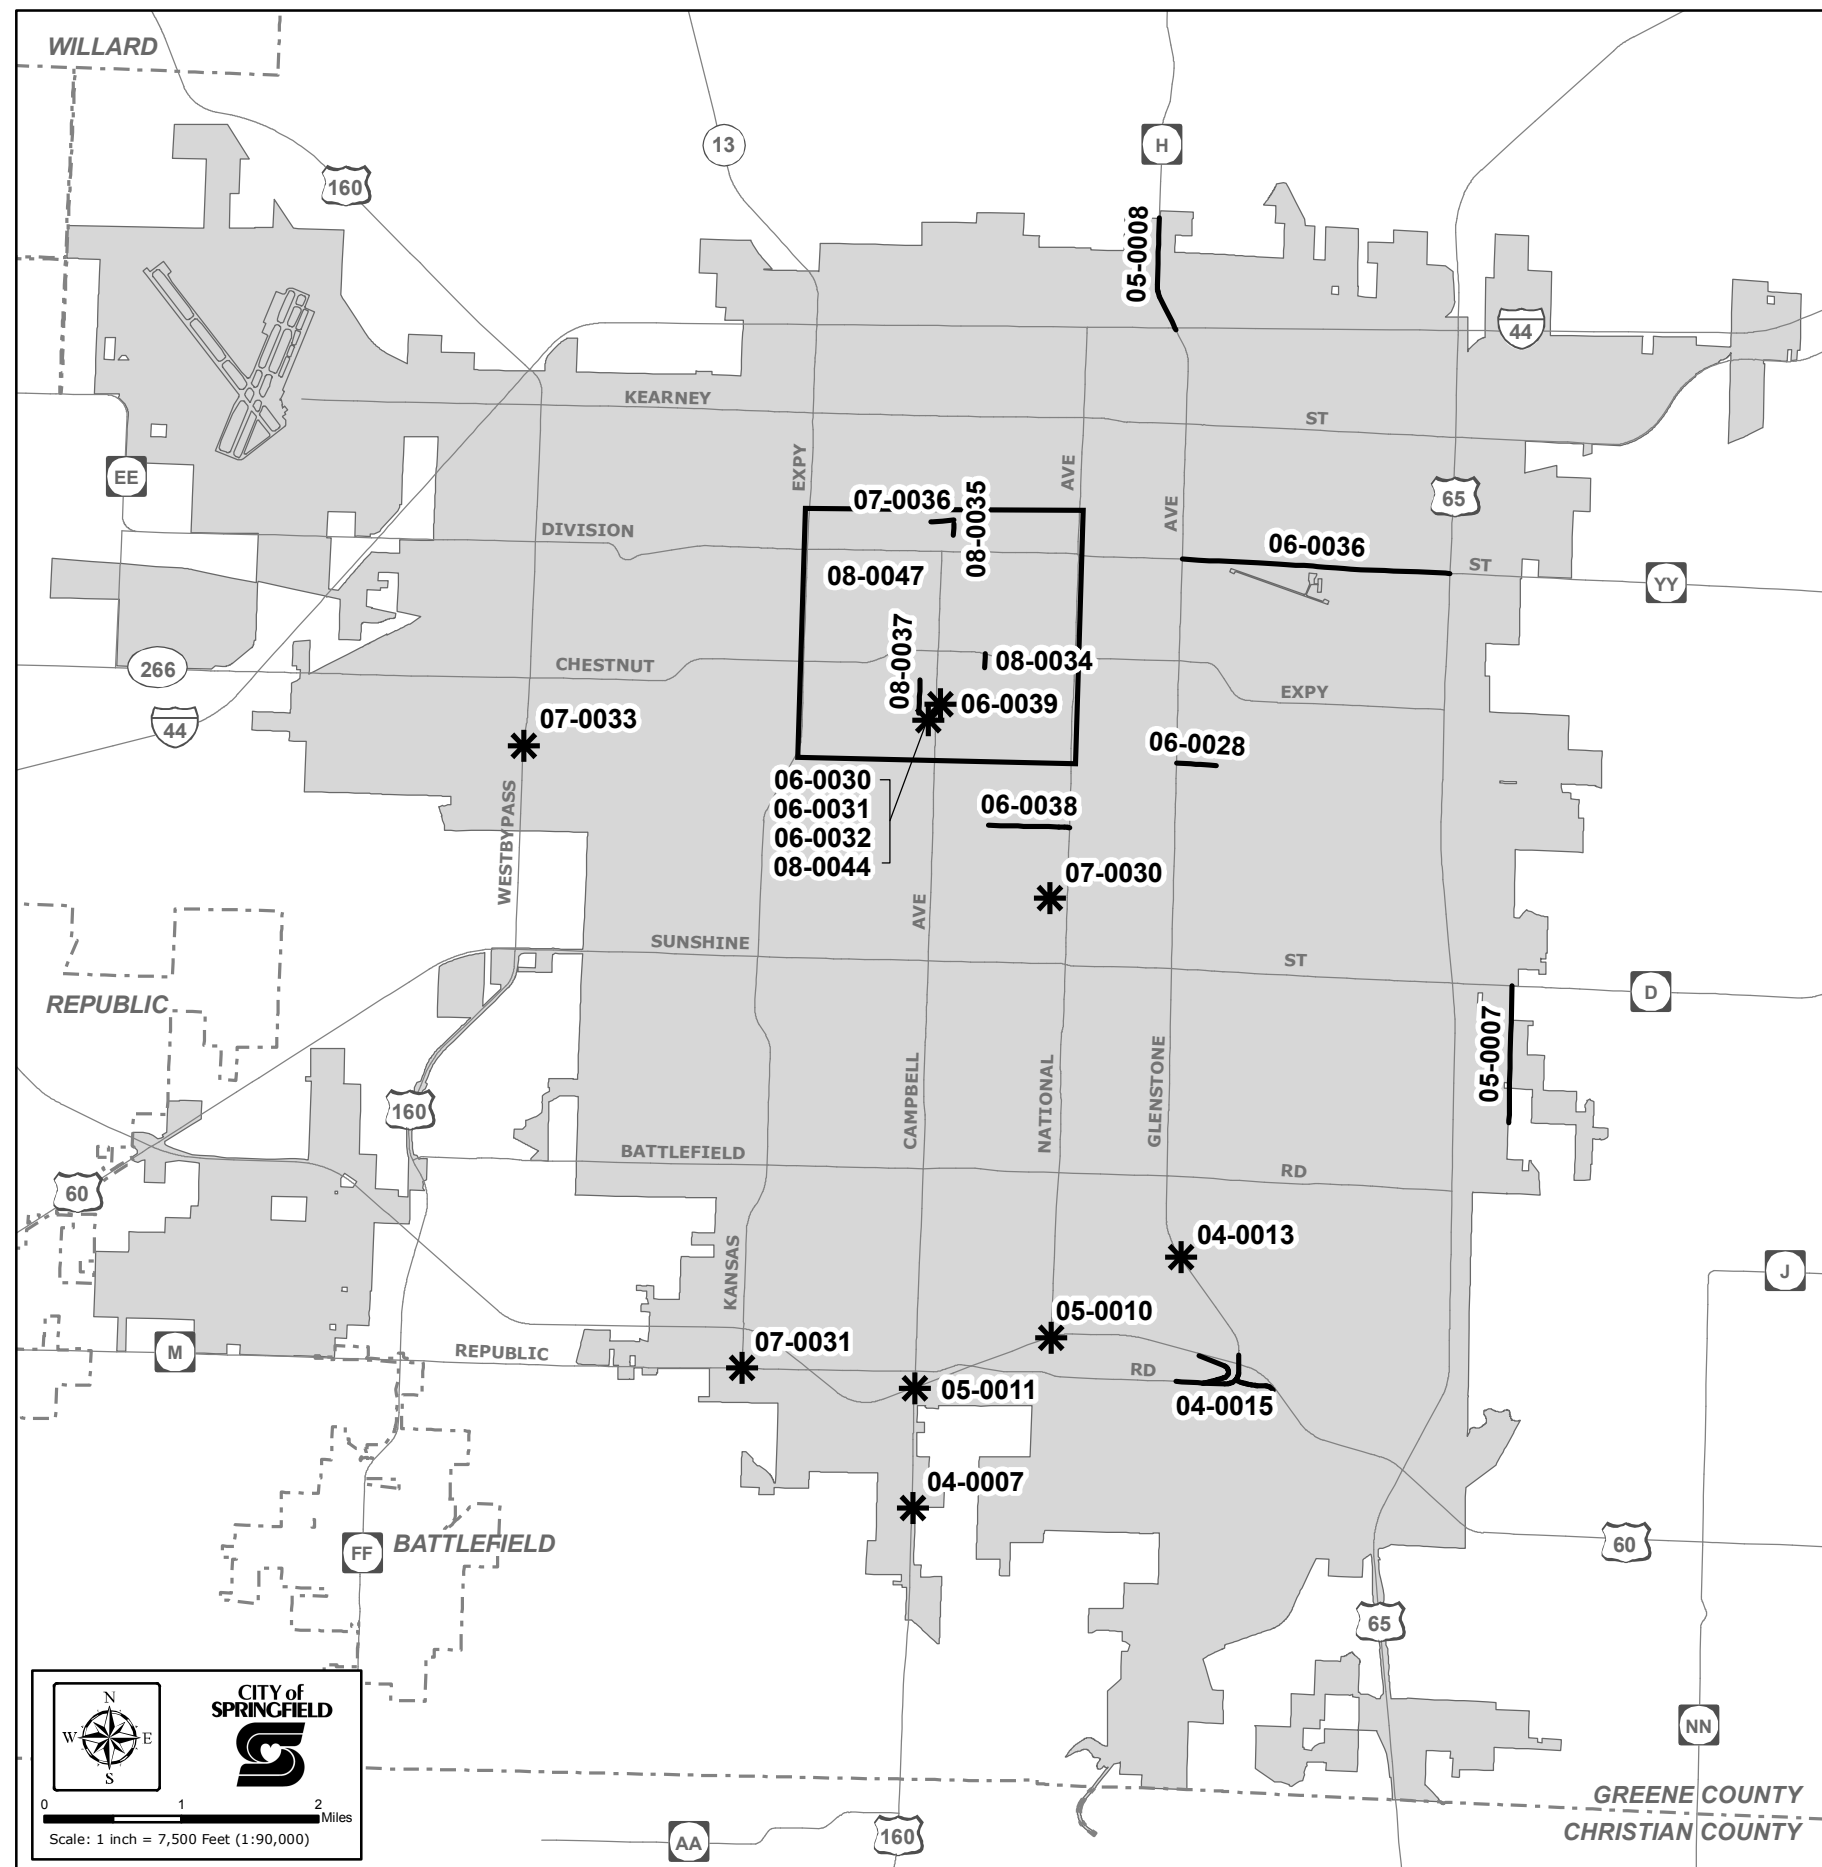 WILLARD
13
H
160
05-0008
44
KEARNEY
ST
EXPY
AVE
AVE
EE
65
07-0036
08-0035
DIVISION
06-0036
ST
08-0047
YY
08-0037
CHESTNUT
08-0034
266
EXPY
06-0039
07-0033
44
06-0028
WESTBYPASS
06-0030
06-0031
06-0032
08-0044
06-0038
07-0030
AVE
SUNSHINE
ST
D
REPUBLIC
05-0007
160
CAMPBELL
NATIONAL
GLENSTONE
BATTLEFIELD
RD
60
04-0013
KANSAS
J
05-0010
M
REPUBLIC
07-0031
RD
05-0011
04-0015
04-0007
BATTLEFIELD
FF
60
65
N
W
E
S
CITY of
SPRINGFIELD
NN
0 1 2
Miles
Scale: 1 inch = 7,500 Feet (1:90,000)
GREENE COUNTY
CHRISTIAN COUNTY
AA
160